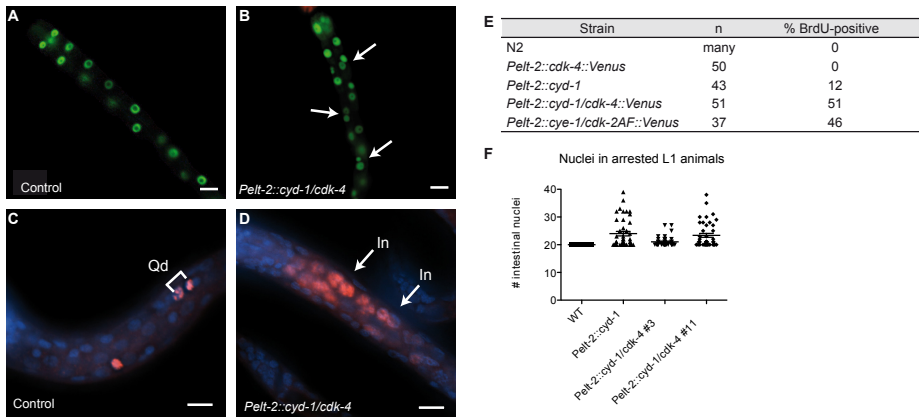 A
Control
B
Pelt-2::cyd-1/cdk-4
C
Qd
Control
D
In
In
Pelt-2::cyd-1/cdk-4
E
Strain n % BrdU-positive
N2 many 0
Pelt-2::cdk-4::Venus 50 0
Pelt-2::cyd-1 43 12
Pelt-2::cyd-1/cdk-4::Venus 51 51
Pelt-2::cye-1/cdk-2AF::Venus 37 46
F
Nuclei in arrested L1 animals
# intestinal nuclei
40
30
20
10
WT
Pelt-2::cyd-1
Pelt-2::cyd-1/cdk-4 #3
Pelt-2::cyd-1/cdk-4 #11